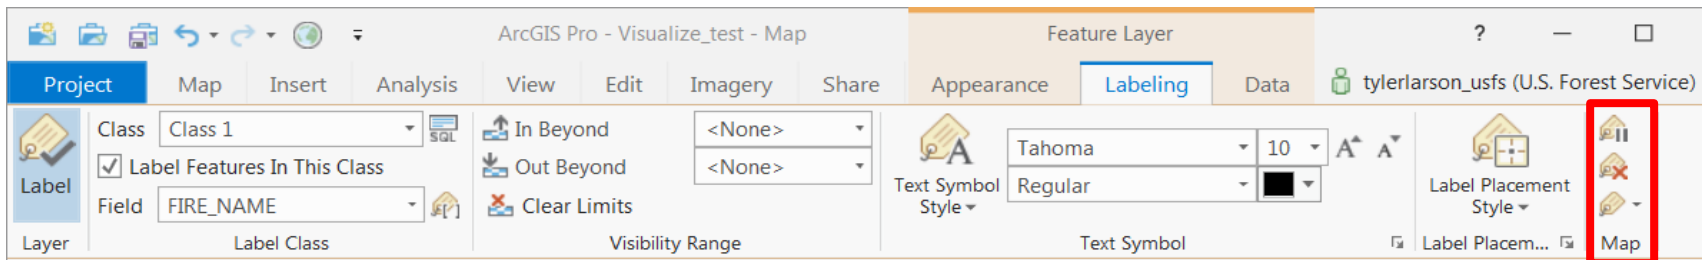 ArcGIS Pro - Visualize_test - Map
Feature Layer
?
Project Map Insert Analysis View Edit Imagery Share Appearance Labeling Data tylerlarson_usfs (U.S. Forest Service)
Label
Layer
Class Class 1 SQL
Label Features In This Class
Field FIRE_NAME
Label Class
In Beyond <None>
Out Beyond <None>
Clear Limits
Visibility Range
Text Symbol
Style
Tahoma 10 A A
Regular
Text Symbol
Label Placement
Style
Label Placem...
Map